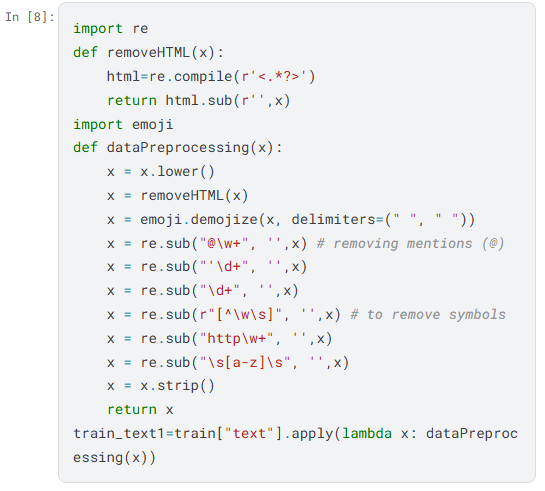 In [8]:
import re
def removeHTML(x):
    html=re.compile(r'<.*?>')
    return html.sub(r'',x)
import emoji
def dataPreprocessing(x):
    x = x.lower()
    x = removeHTML(x)
    x = emoji.demojize(x, delimiters=(" ", " "))
    x = re.sub("@\w+", '',x) # removing mentions (@)
    x = re.sub("'\d+", '',x)
    x = re.sub("\d+", '',x)
    x = re.sub(r"[^\w\s]", '',x) # to remove symbols
    x = re.sub("http\w+", '',x)
    x = re.sub("\s[a-z]\s", '',x)
    x = x.strip()
    return x
train_text1=train["text"].apply(lambda x: dataPreproc
essing(x))